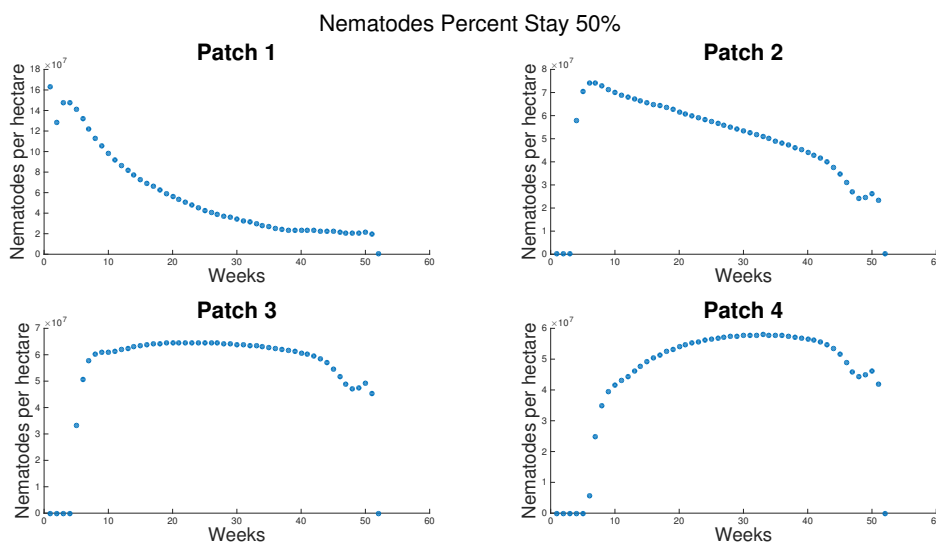 Nematodes Percent Stay 50%
Patch 1
×10^7
Nematodes per hectare
18
16
14
12
10
8
6
4
2
0
0 10 20 30 40 50 60
Weeks
Patch 2
×10^7
Nematodes per hectare
8
7
6
5
4
3
2
1
0
0 10 20 30 40 50 60
Weeks
Patch 3
×10^7
Nematodes per hectare
7
6
5
4
3
2
1
0
0 10 20 30 40 50 60
Weeks
Patch 4
×10^7
Nematodes per hectare
6
5
4
3
2
1
0
0 10 20 30 40 50 60
Weeks